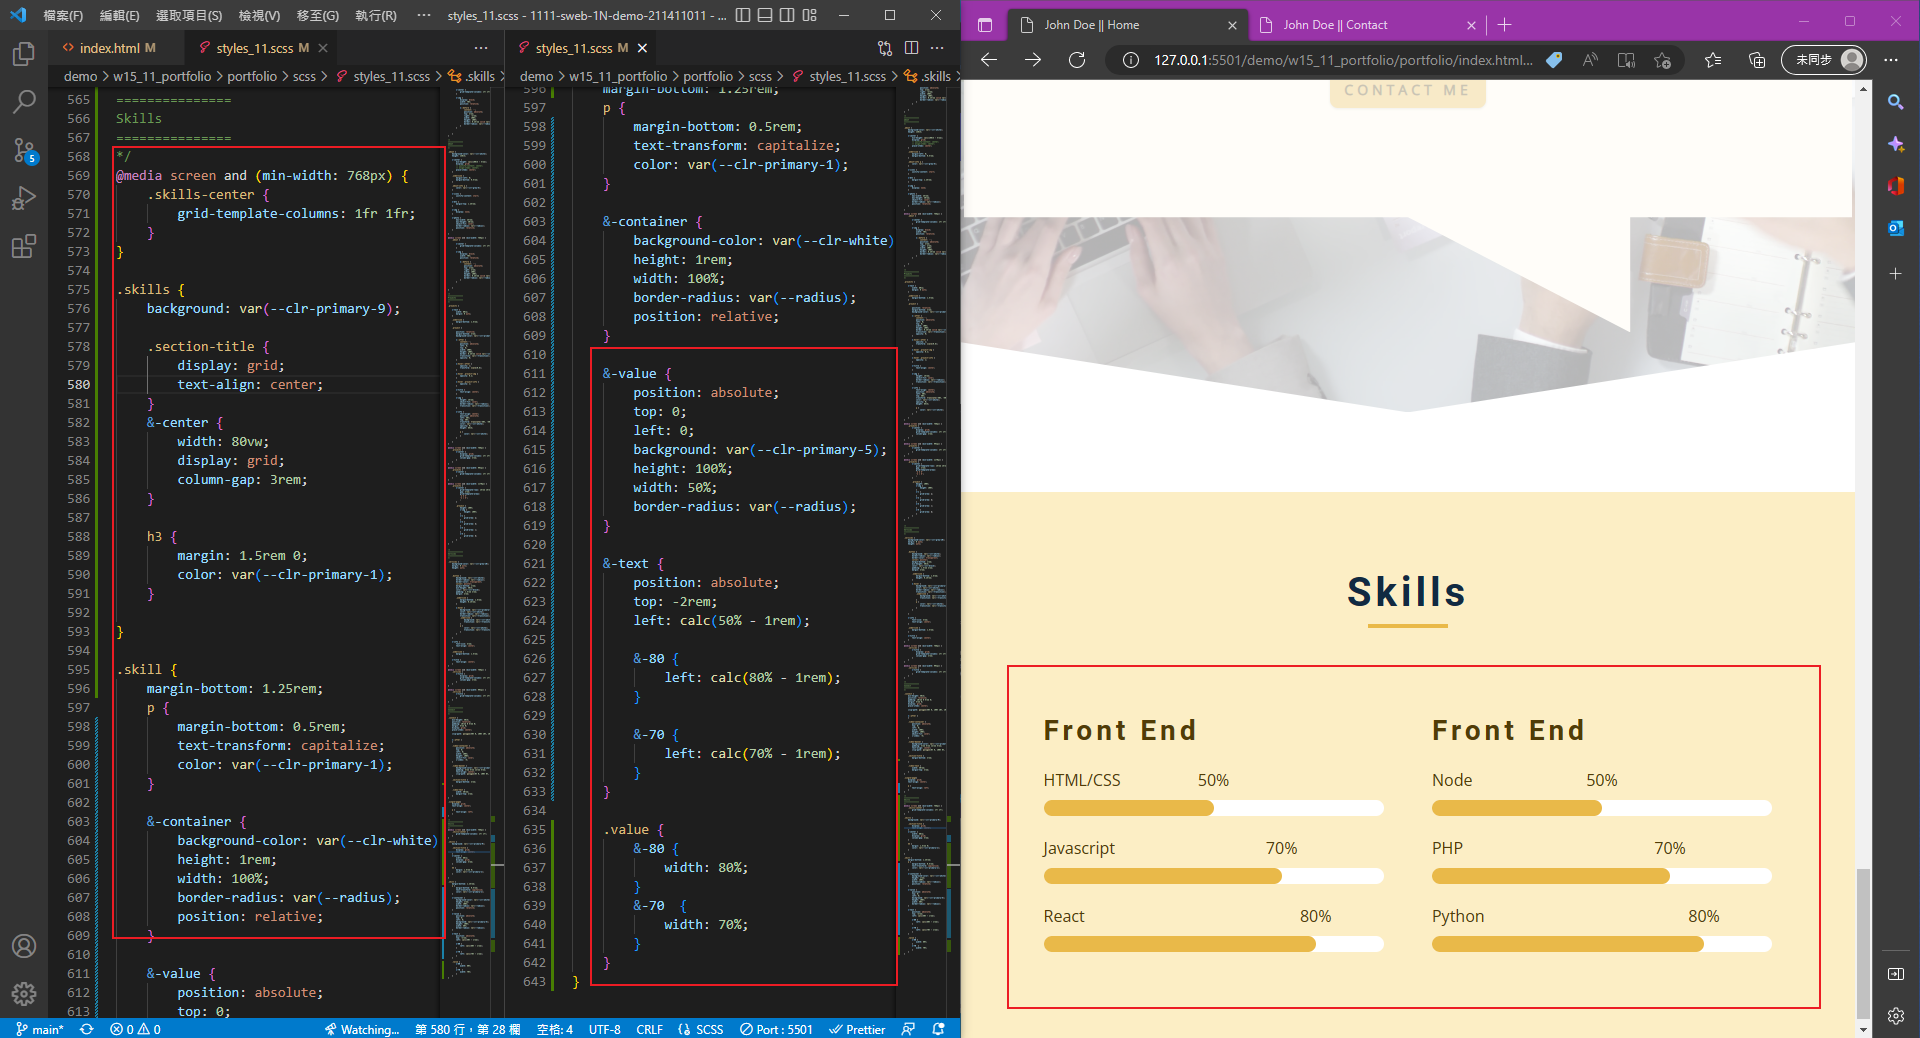 檔案(F) 編輯(E) 選取項目(S) 檢視(V) 移至(G) 執行(R) ··· styles_11.scss - 1111-sweb-1N-demo-211411011 - ...
index.html M styles_11.scss M
demo > w15_11_portfolio > portfolio > scss > styles_11.scss > .skills
565 ===============
566 Skills
567 ===============
568 */
569 @media screen and (min-width: 768px) {
570 .skills-center {
571 grid-template-columns: 1fr 1fr;
572 }
573 }
574
575 .skills {
576 background: var(--clr-primary-9);
577
578 .section-title {
579 display: grid;
580 text-align: center;
581 }
582 &-center {
583 width: 80vw;
584 display: grid;
585 column-gap: 3rem;
586 }
587
588 h3 {
589 margin: 1.5rem 0;
590 color: var(--clr-primary-1);
591 }
592
593 }
594
595 .skill {
596 margin-bottom: 1.25rem;
597 p {
598 margin-bottom: 0.5rem;
599 text-transform: capitalize;
600 color: var(--clr-primary-1);
601 }
602
603 &-container {
604 background-color: var(--clr-white)
605 height: 1rem;
606 width: 100%;
607 border-radius: var(--radius);
608 position: relative;
609 }
610
611 &-value {
612 position: absolute;
613 top: 0;
styles_11.scss M
demo > w15_11_portfolio > portfolio > scss > styles_11.scss > .skills
596 margin-bottom: 1.25rem;
597 p {
598 margin-bottom: 0.5rem;
599 text-transform: capitalize;
600 color: var(--clr-primary-1);
601 }
602
603 &-container {
604 background-color: var(--clr-white)
605 height: 1rem;
606 width: 100%;
607 border-radius: var(--radius);
608 position: relative;
609 }
610
611 &-value {
612 position: absolute;
613 top: 0;
614 left: 0;
615 background: var(--clr-primary-5);
616 height: 100%;
617 width: 50%;
618 border-radius: var(--radius);
619 }
620
621 &-text {
622 position: absolute;
623 top: -2rem;
624 left: calc(50% - 1rem);
625
626 &-80 {
627 left: calc(80% - 1rem);
628 }
629
630 &-70 {
631 left: calc(70% - 1rem);
632 }
633 }
634
635 .value {
636 &-80 {
637 width: 80%;
638 }
639 &-70 {
640 width: 70%;
641 }
642 }
643 }
5
main* 0 0 Watching... 第 580 行，第 28 欄 空格: 4 UTF-8 CRLF SCSS Port : 5501 Prettier
John Doe || Home John Doe || Contact
127.0.0.1:5501/demo/w15_11_portfolio/portfolio/index.html... 未同步
CONTACT ME
Skills
Front End Front End
HTML/CSS 50% Node 50%
Javascript 70% PHP 70%
React 80% Python 80%